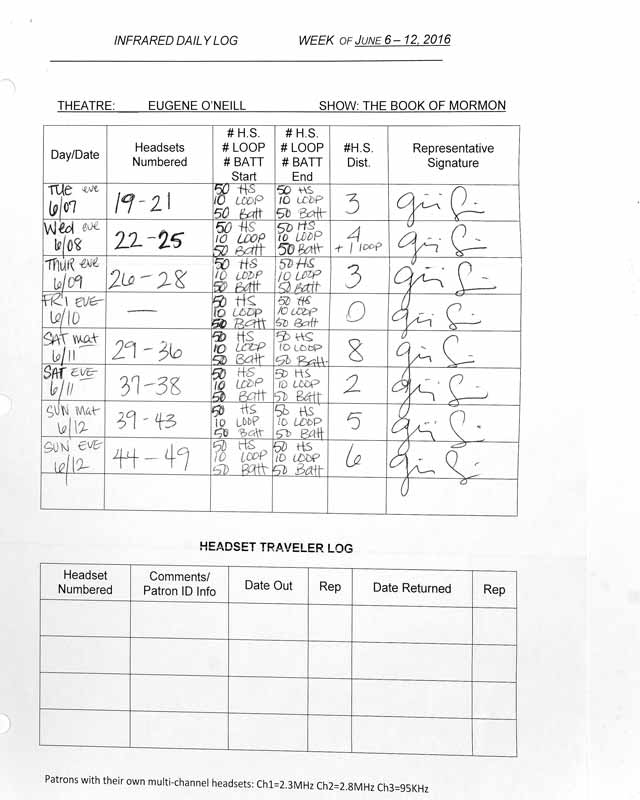 INFRARED DAILY LOG WEEK OF JUNE 6 – 12, 2016
THEATRE: EUGENE O'NEILL SHOW: THE BOOK OF MORMON
Day/Date Headsets Numbered # H.S. # LOOP # BATT Start # H.S. # LOOP # BATT End #H.S. Dist. Representative Signature
TUE eve 6/07 19-21 50 HS 10 LOOP 50 Batt 50 HS 10 LOOP 50 Batt 3
Wed eve 6/08 22-25 50 HS 10 LOOP 50 Batt 50 HS 10 LOOP 50 Batt 4 + 1 loop
THUR eve 6/09 26-28 50 HS 10 LOOP 50 Batt 50 HS 10 LOOP 50 Batt 3
FRI EVE 6/10 — 50 HS 10 LOOP 50 Batt 50 HS 10 LOOP 50 Batt 0
SAT mat 6/11 29-36 50 HS 10 LOOP 50 Batt 50 HS 10 LOOP 50 Batt 8
SAT EVE 6/11 37-38 50 HS 10 LOOP 50 Batt 50 HS 10 LOOP 50 Batt 2
SUN mat 6/12 39-43 50 HS 10 LOOP 50 Batt 50 HS 10 LOOP 50 Batt 5
SUN EVE 6/12 44-49 50 HS 10 LOOP 50 Batt 50 HS 10 LOOP 50 Batt 6
HEADSET TRAVELER LOG
Headset Numbered Comments/ Patron ID Info Date Out Rep Date Returned Rep
Patrons with their own multi-channel headsets: Ch1=2.3MHz Ch2=2.8MHz Ch3=95KHz